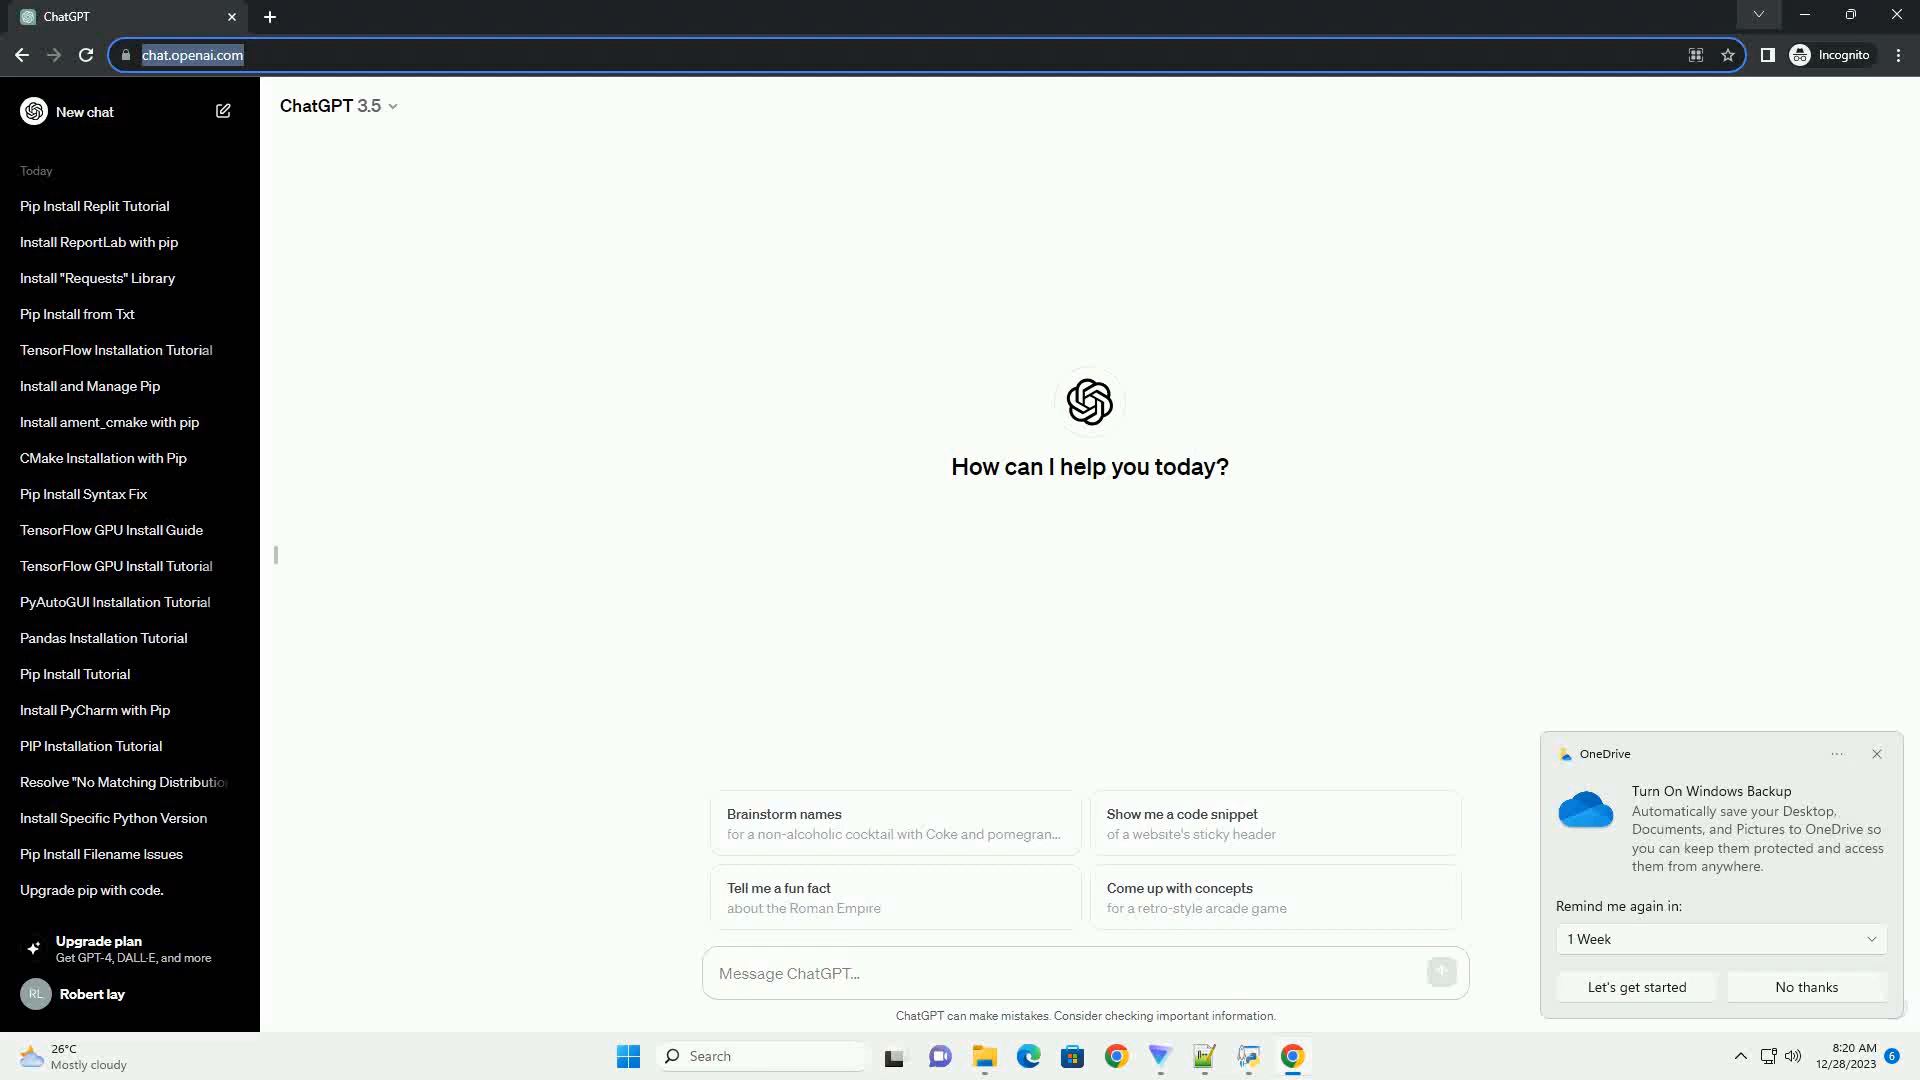 ChatGPT
chat.openai.com
Incognito
New chat
ChatGPT 3.5
Today
Pip Install Replit Tutorial
Install ReportLab with pip
Install "Requests" Library
Pip Install from Txt
TensorFlow Installation Tutorial
Install and Manage Pip
Install ament_cmake with pip
CMake Installation with Pip
Pip Install Syntax Fix
TensorFlow GPU Install Guide
TensorFlow GPU Install Tutorial
PyAutoGUI Installation Tutorial
Pandas Installation Tutorial
Pip Install Tutorial
Install PyCharm with Pip
PIP Installation Tutorial
Resolve "No Matching Distributio
Install Specific Python Version
Pip Install Filename Issues
Upgrade pip with code.
Upgrade plan
Get GPT-4, DALL·E, and more
RL
Robert lay
How can I help you today?
Brainstorm names
for a non-alcoholic cocktail with Coke and pomegran...
Show me a code snippet
of a website's sticky header
Tell me a fun fact
about the Roman Empire
Come up with concepts
for a retro-style arcade game
Message ChatGPT...
ChatGPT can make mistakes. Consider checking important information.
OneDrive
Turn On Windows Backup
Automatically save your Desktop,
Documents, and Pictures to OneDrive so
you can keep them protected and access
them from anywhere.
Remind me again in:
1 Week
Let's get started
No thanks
26°C
Mostly cloudy
Search
8:20 AM
12/28/2023
6